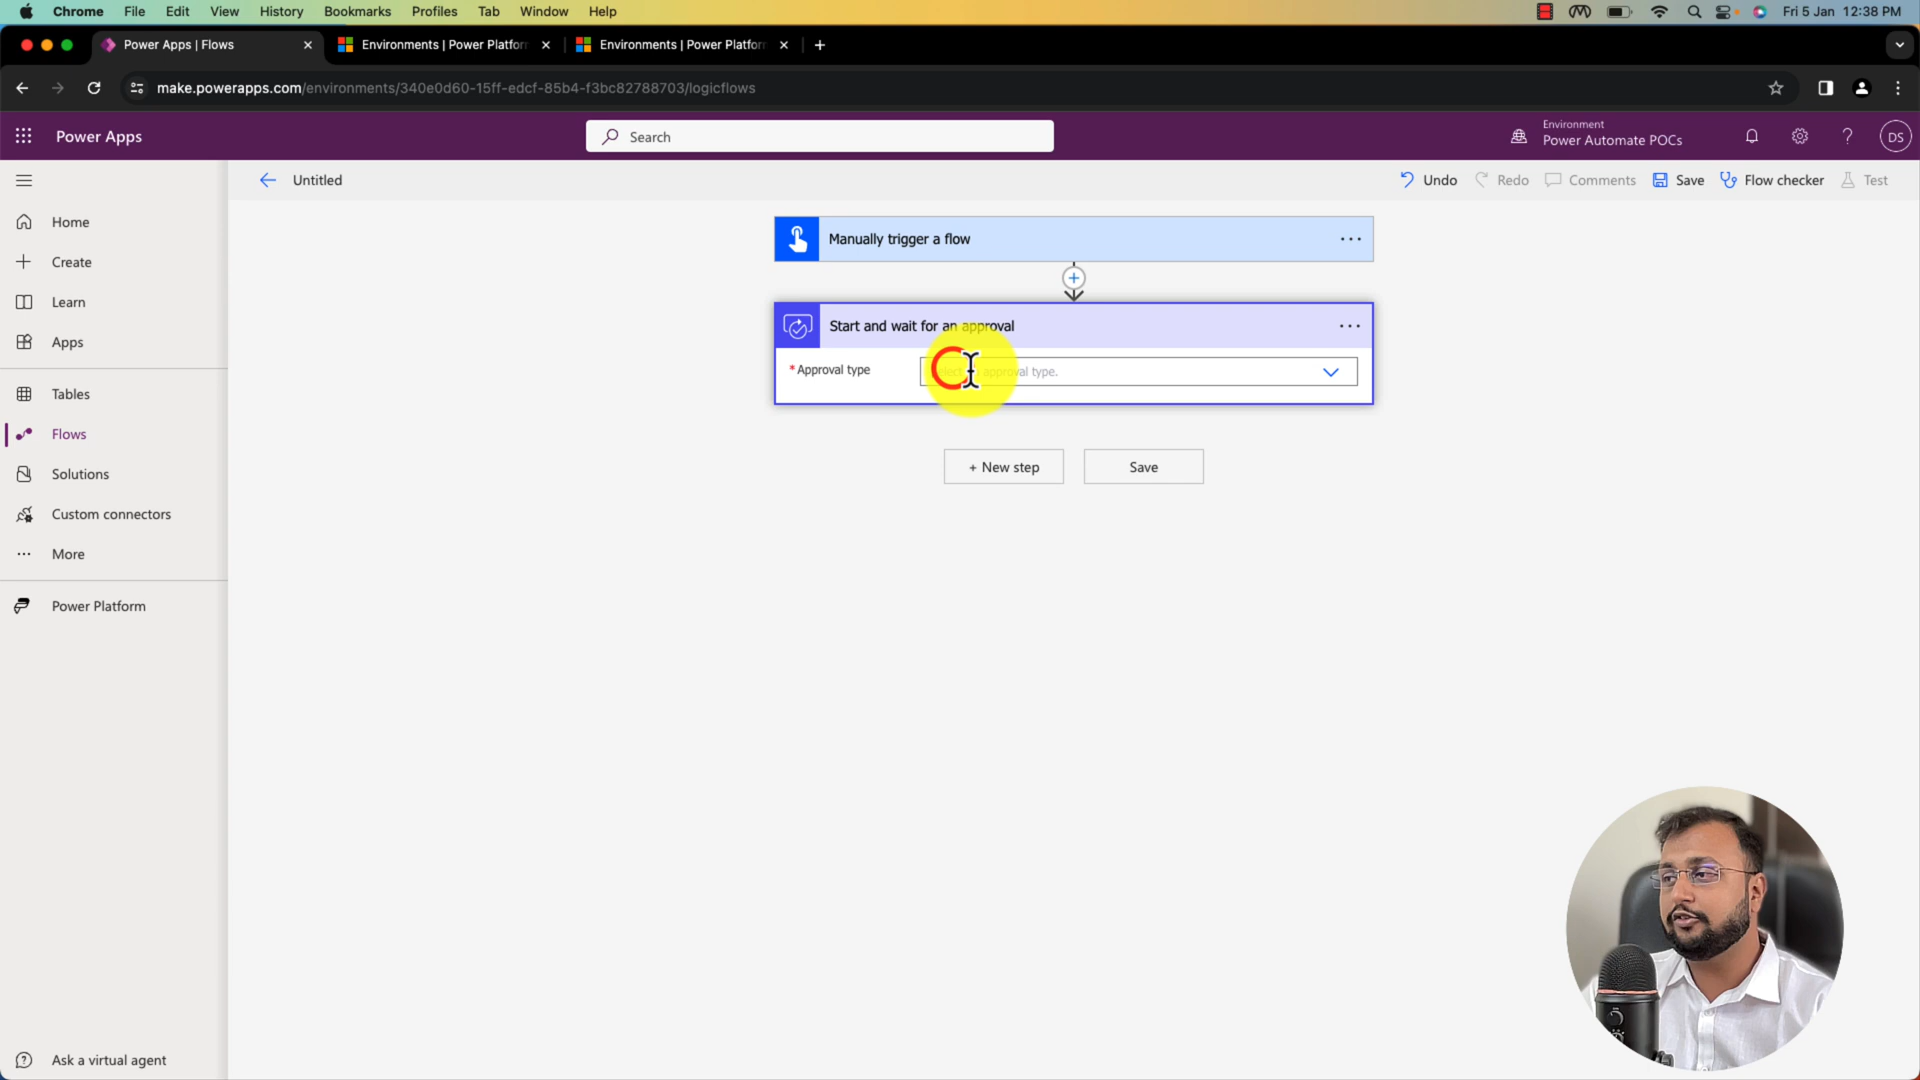 Chrome File Edit View History Bookmarks Profiles Tab Window Help Fri 5 Jan 12:38 PM
Power Apps | Flows Environments | Power Platforr Environments | Power Platforr
make.powerapps.com/environments/340e0d60-15ff-edcf-85b4-f3bc82788703/logicflows
Power Apps Search Environment
Power Automate POCs DS
Untitled Undo Redo Comments Save Flow checker Test
Home
Create
Learn
Apps
Tables
Flows
Solutions
Custom connectors
More
Power Platform
Ask a virtual agent
Manually trigger a flow
Start and wait for an approval
*Approval type approval type.
+ New step Save